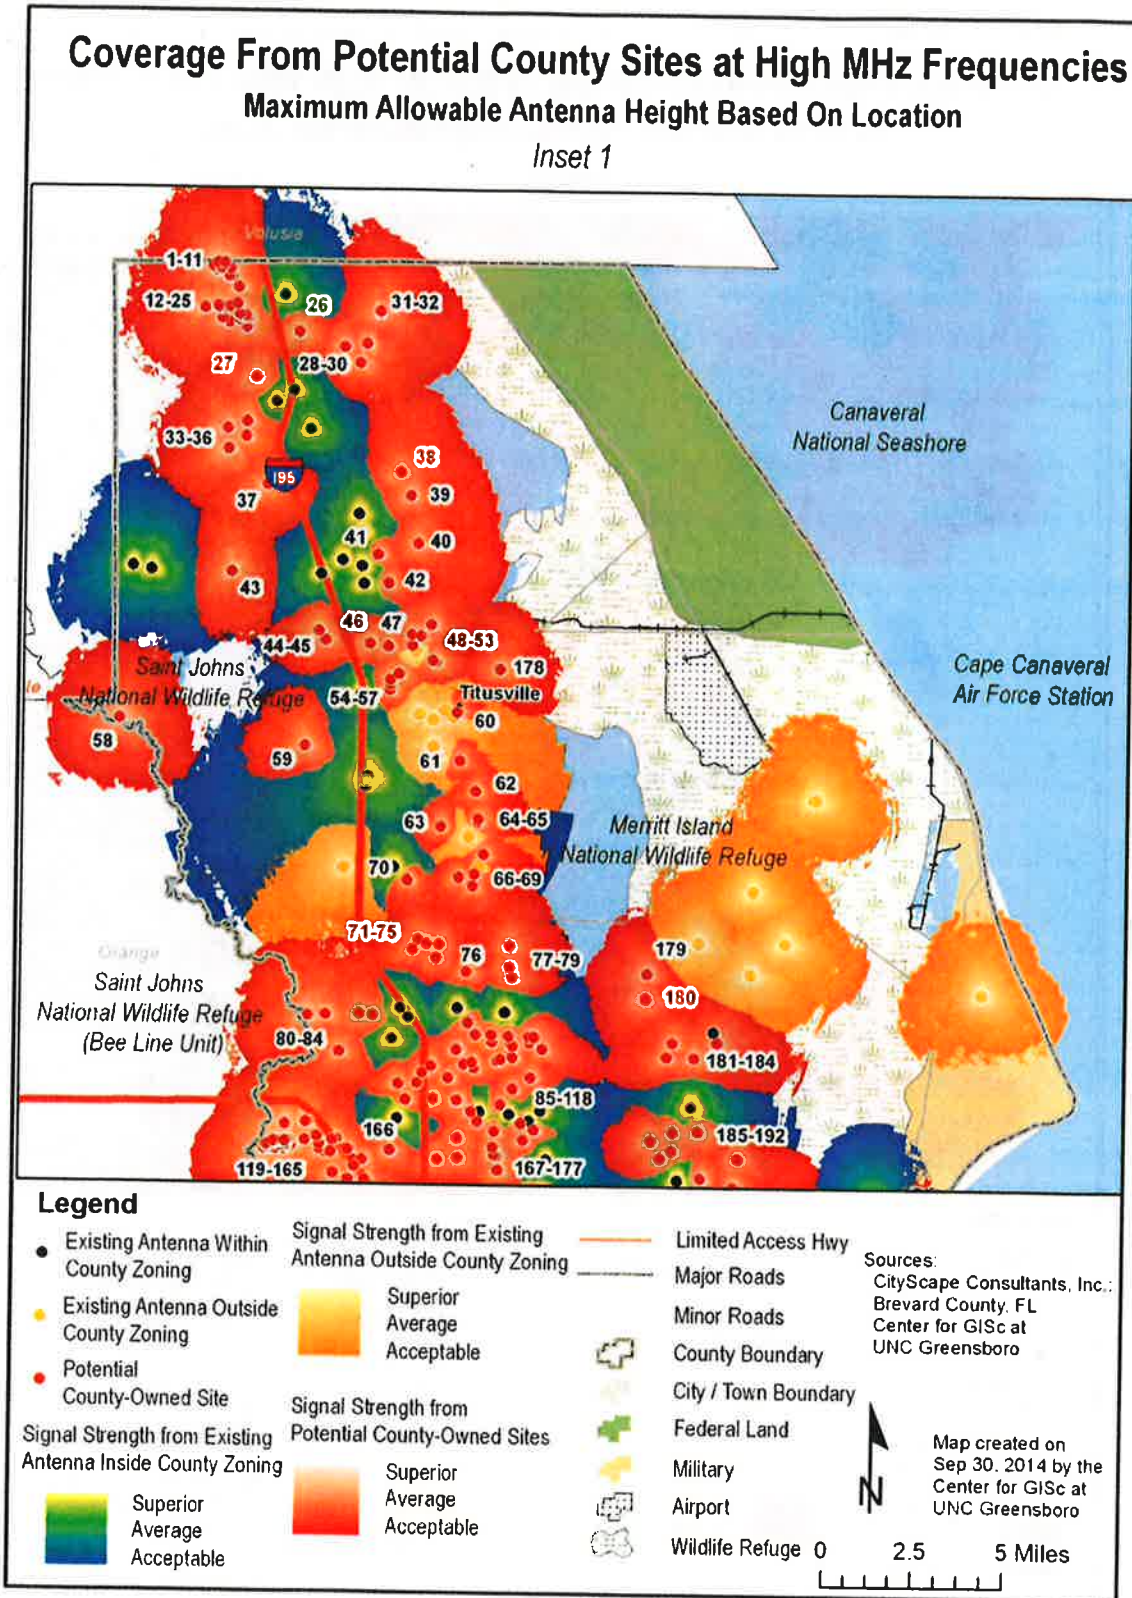 Coverage From Potential County Sites at High MHz Frequencies
Maximum Allowable Antenna Height Based On Location
Inset 1
Volusia
1-11
12-25
26
31-32
27
28-30
33-36
Canaveral
National Seashore
38
195
37
39
41
40
43
42
46
47
44-45
48-53
Saint Johns
National Wildlife Refuge
178
Cape Canaveral
Air Force Station
54-57
Titusville
60
58
59
61
62
63
64-65
Merritt Island
National Wildlife Refuge
70
66-69
71-75
179
76
77-79
Orange
Saint Johns
National Wildlife Refuge
(Bee Line Unit)
180
80-84
181-184
85-118
166
185-192
119-165
167-177
Legend
Existing Antenna Within
County Zoning
Existing Antenna Outside
County Zoning
Potential
County-Owned Site
Signal Strength from Existing
Antenna Inside County Zoning
Superior
Average
Acceptable
Signal Strength from Existing
Antenna Outside County Zoning
Superior
Average
Acceptable
Signal Strength from
Potential County-Owned Sites
Superior
Average
Acceptable
Limited Access Hwy
Major Roads
Minor Roads
County Boundary
City / Town Boundary
Federal Land
Military
Airport
Wildlife Refuge
Sources:
CityScape Consultants, Inc.:
Brevard County, FL
Center for GISc at
UNC Greensboro
N
Map created on
Sep 30, 2014 by the
Center for GISc at
UNC Greensboro
0 2.5 5 Miles